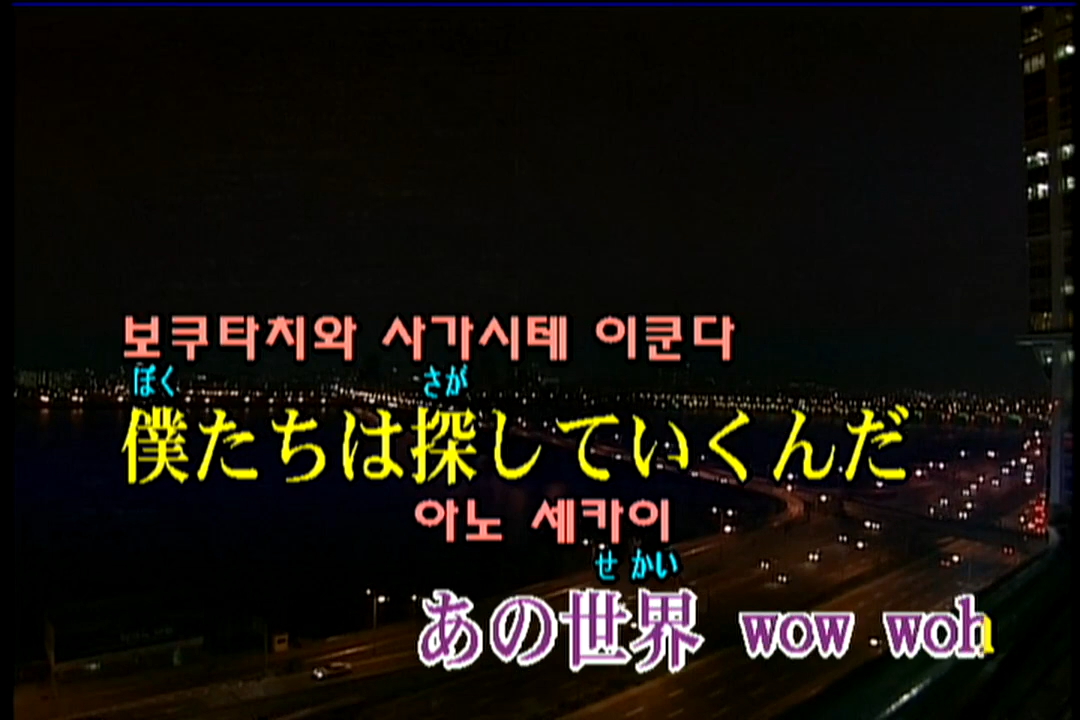 보쿠타치와 사가시테 이쿤다
ぼく さが
僕たちは探していくんだ
아노 세카이
せ かい
あの世界 wow woh